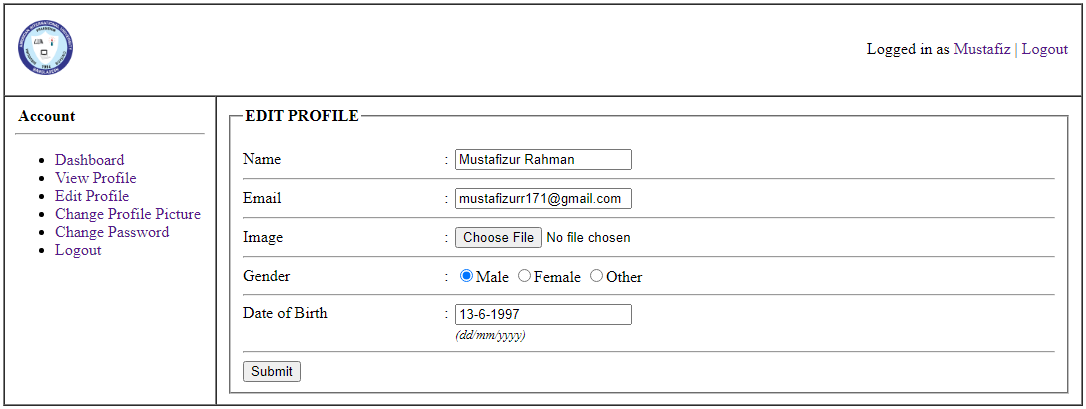 Logged in as Mustafiz | Logout
Account
Dashboard
View Profile
Edit Profile
Change Profile Picture
Change Password
Logout
EDIT PROFILE
Name : Mustafizur Rahman
Email : mustafizurr171@gmail.com
Image : Choose File No file chosen
Gender : Male Female Other
Date of Birth : 13-6-1997
(dd/mm/yyyy)
Submit